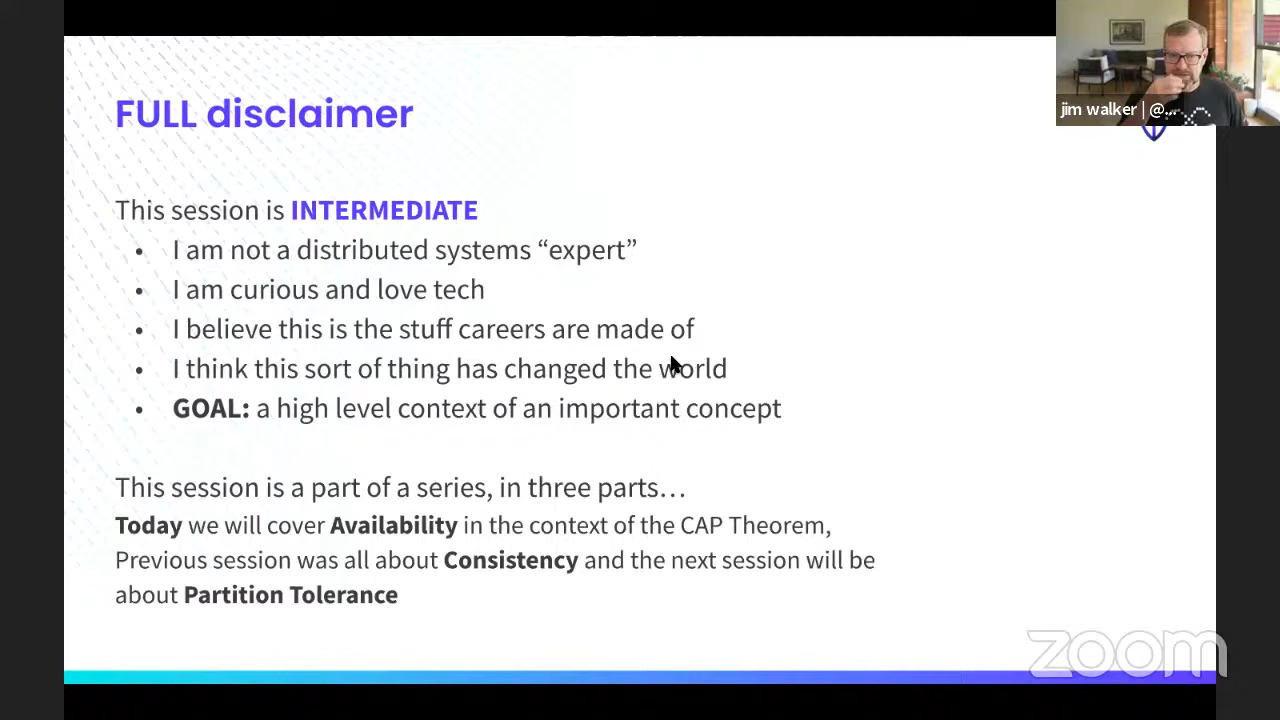 FULL disclaimer
jim walker | @...
This session is INTERMEDIATE
• I am not a distributed systems “expert”
• I am curious and love tech
• I believe this is the stuff careers are made of
• I think this sort of thing has changed the world
• GOAL: a high level context of an important concept
This session is a part of a series, in three parts…
Today we will cover Availability in the context of the CAP Theorem,
Previous session was all about Consistency and the next session will be
about Partition Tolerance
zoom